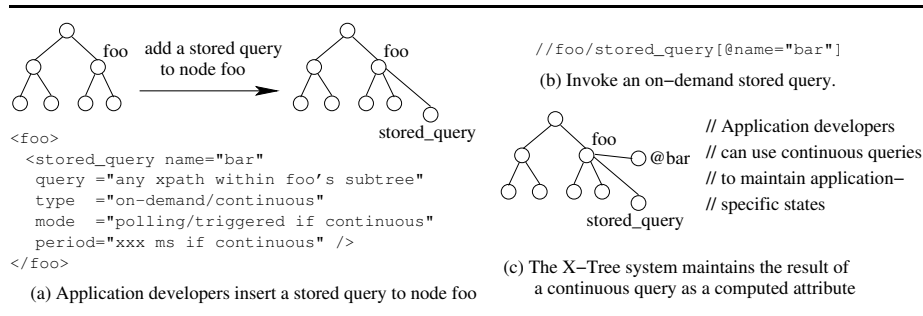 foo
add a stored query
to node foo
foo
stored_query
<foo>
<stored_query name="bar"
query ="any xpath within foo's subtree"
type ="on-demand/continuous"
mode ="polling/triggered if continuous"
period="xxx ms if continuous" />
</foo>
(a) Application developers insert a stored query to node foo
//foo/stored_query[@name="bar"]
(b) Invoke an on−demand stored query.
foo
@bar
stored_query
// Application developers
// can use continuous queries
// to maintain application−
// specific states
(c) The X−Tree system maintains the result of
a continuous query as a computed attribute